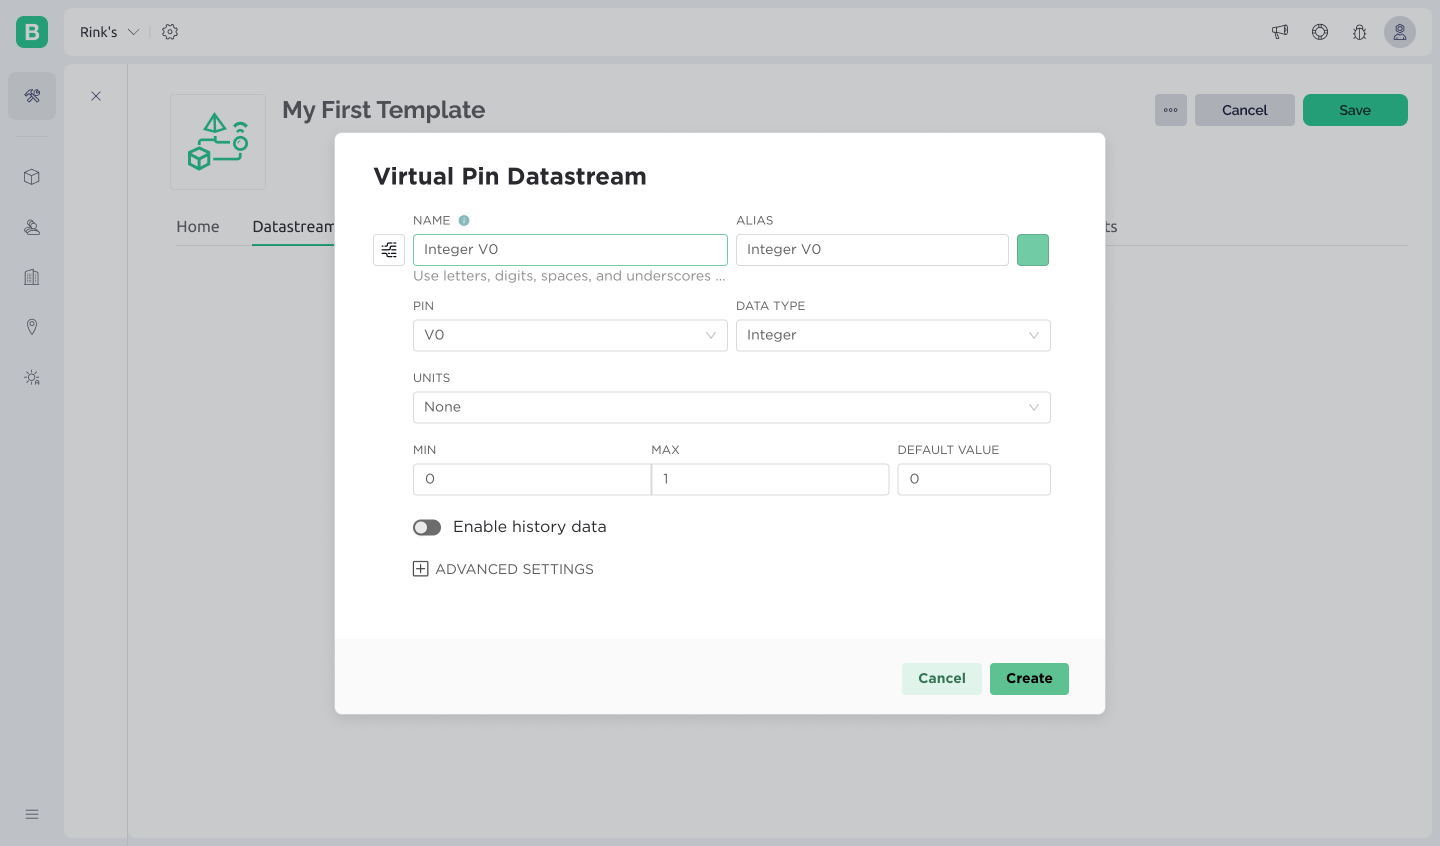 B
Rink's
My First Template
Cancel
Save
Home
Datastream
ts
Virtual Pin Datastream
NAME
ALIAS
Integer V0
Integer V0
Use letters, digits, spaces, and underscores ...
PIN
DATA TYPE
V0
Integer
UNITS
None
MIN
MAX
DEFAULT VALUE
0
1
0
Enable history data
ADVANCED SETTINGS
Cancel
Create